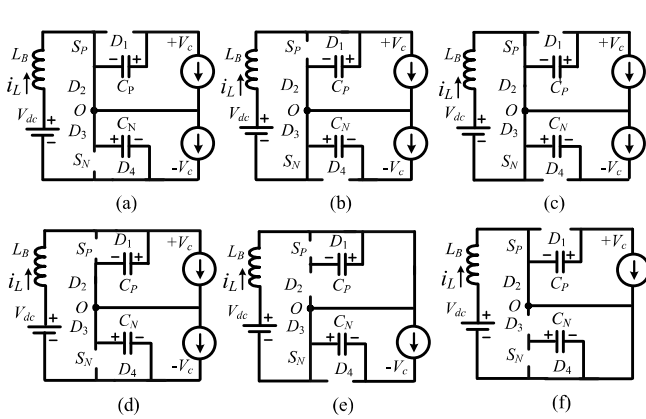 L_B i_L V_dc + − S_P D_1 − + C_P D_2 O D_3 C_N + − S_N D_4 +V_c -V_c
(a)
L_B i_L V_dc + − S_P D_1 − + C_P D_2 O D_3 C_N + − S_N D_4 +V_c -V_c
(b)
L_B i_L V_dc + − S_P D_1 − + C_P D_2 O D_3 C_N + − S_N D_4 +V_c -V_c
(c)
L_B i_L V_dc + − S_P D_1 − + C_P D_2 O D_3 C_N + − S_N D_4 +V_c -V_c
(d)
L_B i_L V_dc + − S_P D_1 − + C_P D_2 O D_3 C_N + − S_N D_4 -V_c
(e)
L_B i_L V_dc + − S_P D_1 − + C_P D_2 O D_3 C_N + − S_N D_4 +V_c
(f)